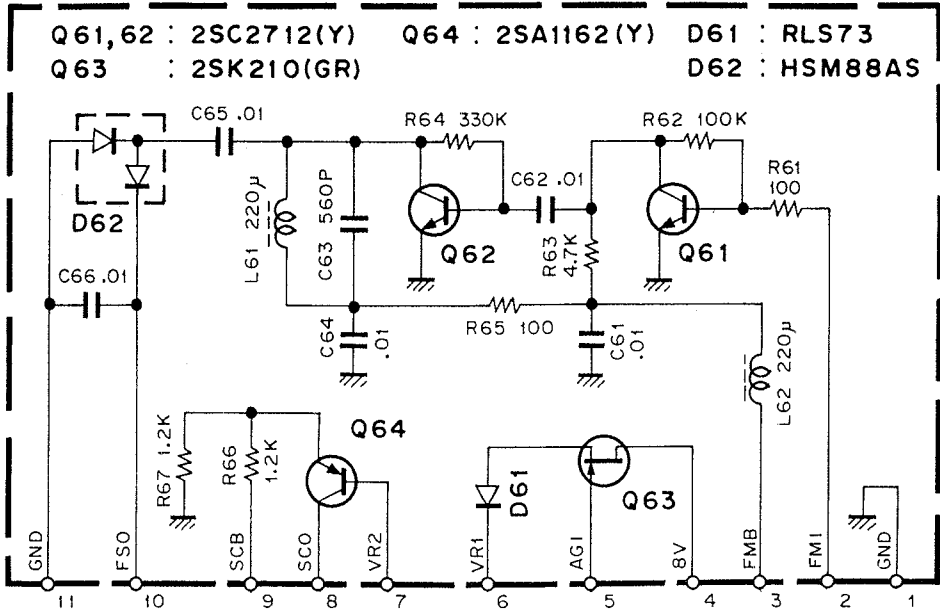 Q61,62 : 2SC2712(Y) Q64 : 2SA1162(Y) D61 : RLS73
Q63 : 2SK210(GR) D62 : HSM88AS
C65 .01
R64 330K
R62 100K
R61
100
C62 .01
D62
L61 220μ
C63 560P
Q62
R63
4.7K
Q61
C66 .01
R65 100
C64
.01
C61
.01
L62 220μ
Q64
R67 1.2K
R66
1.2K
D61
Q63
GND
FSO
SCB
SCO
VR2
VR1
AGI
8V
FMB
FMI
GND
11
10
9
8
7
6
5
4
3
2
1